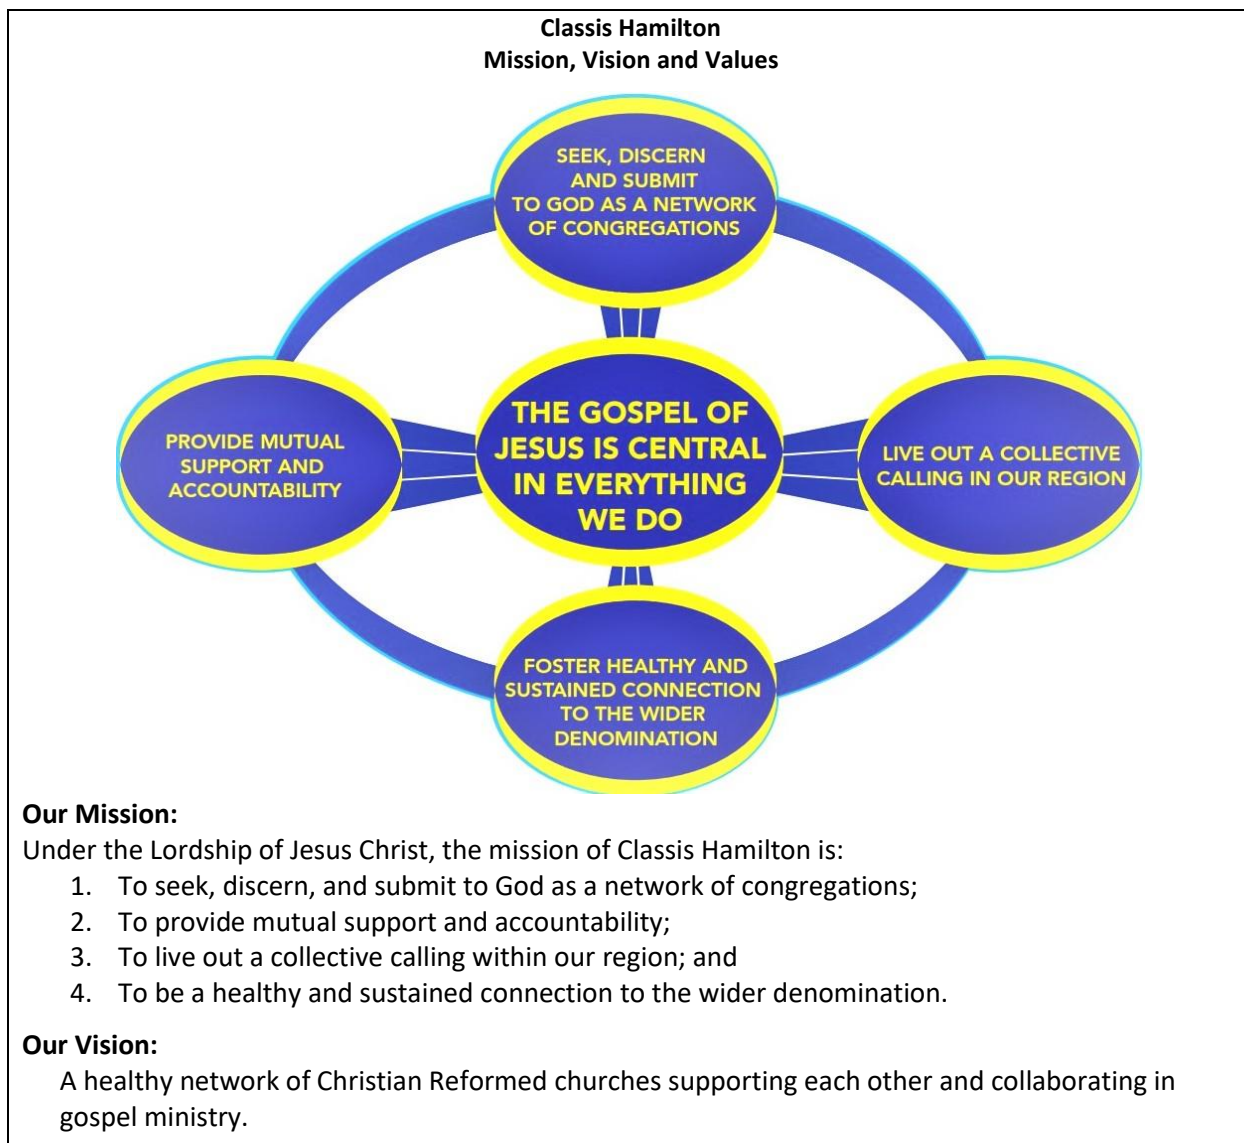 Classis Hamilton
Mission, Vision and Values
SEEK, DISCERN
AND SUBMIT
TO GOD AS A NETWORK
OF CONGREGATIONS
PROVIDE MUTUAL
SUPPORT AND
ACCOUNTABILITY
THE GOSPEL OF
JESUS IS CENTRAL
IN EVERYTHING
WE DO
LIVE OUT A COLLECTIVE
CALLING IN OUR REGION
FOSTER HEALTHY AND
SUSTAINED CONNECTION
TO THE WIDER
DENOMINATION
Our Mission:
Under the Lordship of Jesus Christ, the mission of Classis Hamilton is:
1. To seek, discern, and submit to God as a network of congregations;
2. To provide mutual support and accountability;
3. To live out a collective calling within our region; and
4. To be a healthy and sustained connection to the wider denomination.
Our Vision:
A healthy network of Christian Reformed churches supporting each other and collaborating in
gospel ministry.